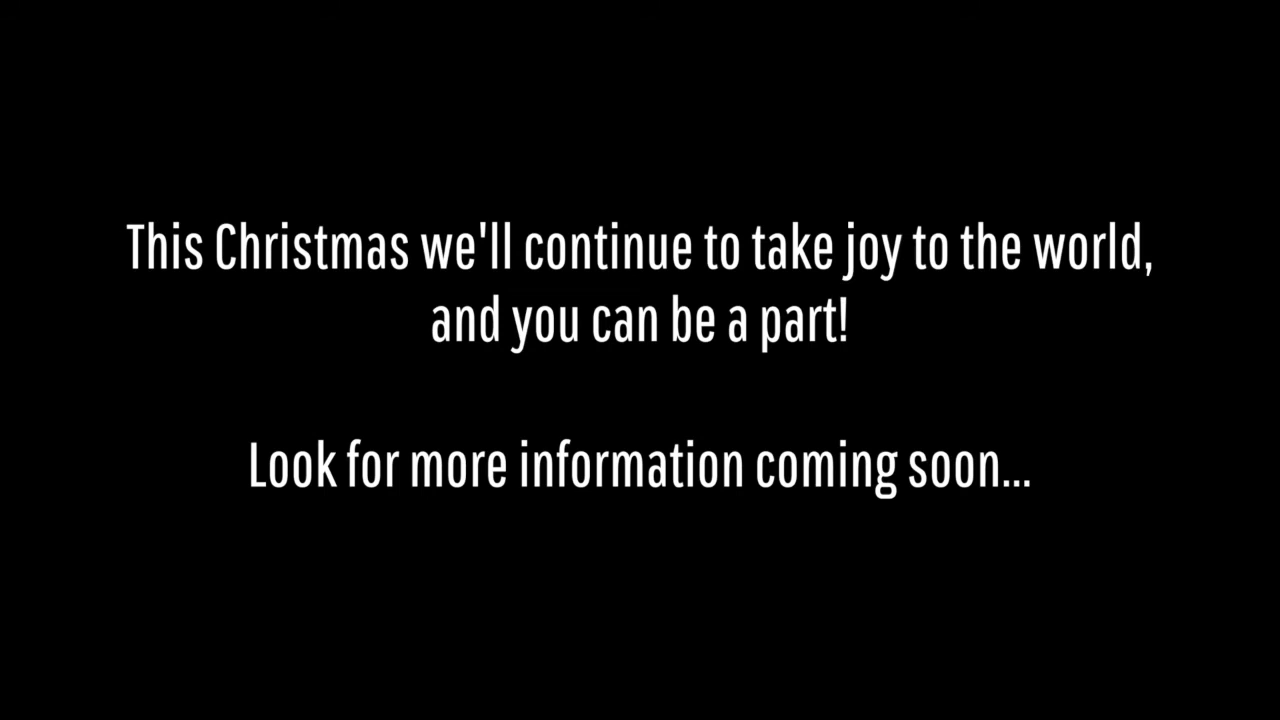 This Christmas we'll continue to take joy to the world,
and you can be a part!
Look for more information coming soon...